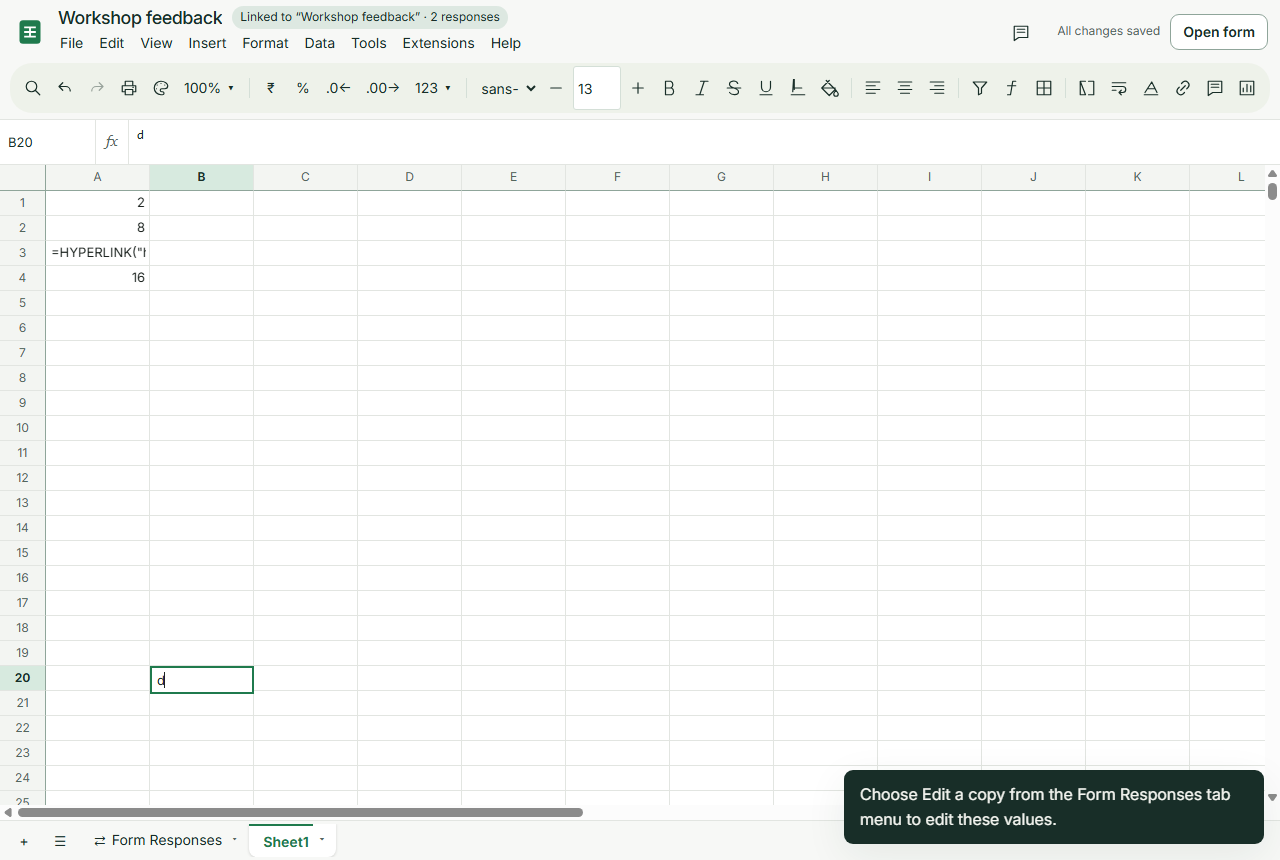 Workshop feedback
Linked to “Workshop feedback” · 2 responses
File Edit View Insert Format Data Tools Extensions Help
All changes saved
Open form
100% ▾ ₹ % .0← .00→ 123 ▾ sans- − 13 + B I S U
B20 fx d
A B C D E F G H I J K L
1 2
2 8
3 =HYPERLINK("h
4 16
5
6
7
8
9
10
11
12
13
14
15
16
17
18
19
20 d
21
22
23
24
25
Choose Edit a copy from the Form Responses tab
menu to edit these values.
+ ☰ ⇄ Form Responses Sheet1